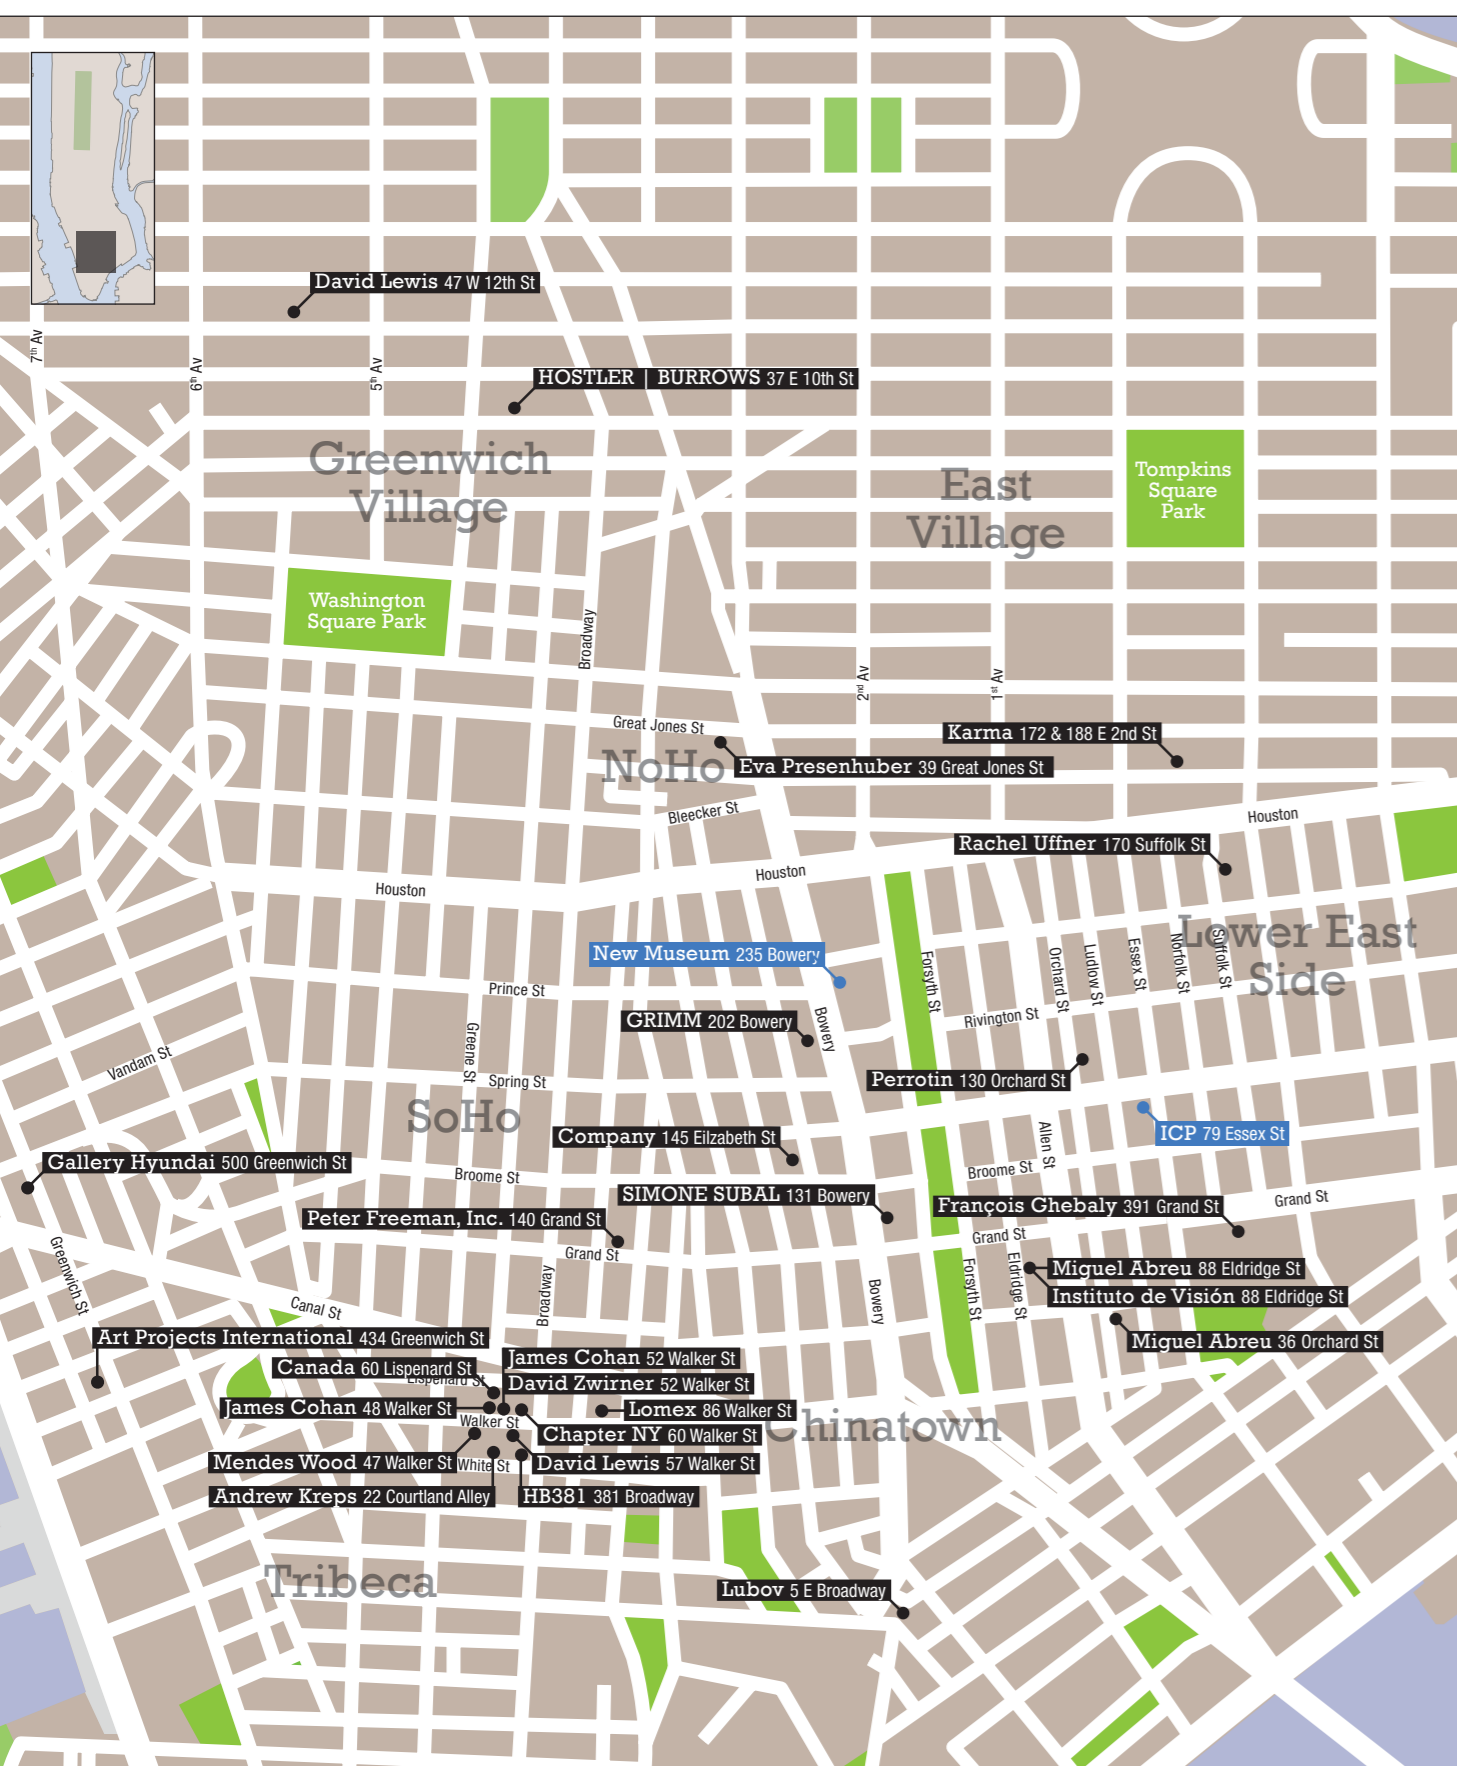 David Lewis 47 W 12th St
7th Av
6th Av
5th Av
HOSTLER | BURROWS 37 E 10th St
Greenwich
Village
East
Village
Tompkins
Square
Park
Washington
Square Park
Broadway
2nd Av
1st Av
Great Jones St
NoHo
Karma 172 & 188 E 2nd St
Eva Presenhuber 39 Great Jones St
Bleecker St
Houston
Rachel Uffner 170 Suffolk St
Houston
Houston
New Museum 235 Bowery
Lower East
Side
Forsyth St
Orchard St
Ludlow St
Essex St
Norfolk St
Suffolk St
Prince St
GRIMM 202 Bowery
Bowery
Rivington St
Greene St
Vandam St
Spring St
Perrotin 130 Orchard St
SoHo
Company 145 Eilzabeth St
ICP 79 Essex St
Allen St
Gallery Hyundai 500 Greenwich St
Broome St
Broome St
SIMONE SUBAL 131 Bowery
François Ghebaly 391 Grand St
Grand St
Peter Freeman, Inc. 140 Grand St
Grand St
Grand St
Greenwich St
Broadway
Bowery
Forsyth St
Eldridge St
Miguel Abreu 88 Eldridge St
Instituto de Visión 88 Eldridge St
Canal St
Art Projects International 434 Greenwich St
Miguel Abreu 36 Orchard St
James Cohan 52 Walker St
Canada 60 Lispenard St
Lispenard St
David Zwirner 52 Walker St
James Cohan 48 Walker St
Lomex 86 Walker St
Walker St
Chinatown
Chapter NY 60 Walker St
Mendes Wood 47 Walker St
White St
David Lewis 57 Walker St
Andrew Kreps 22 Courtland Alley
HB381 381 Broadway
Tribeca
Lubov 5 E Broadway